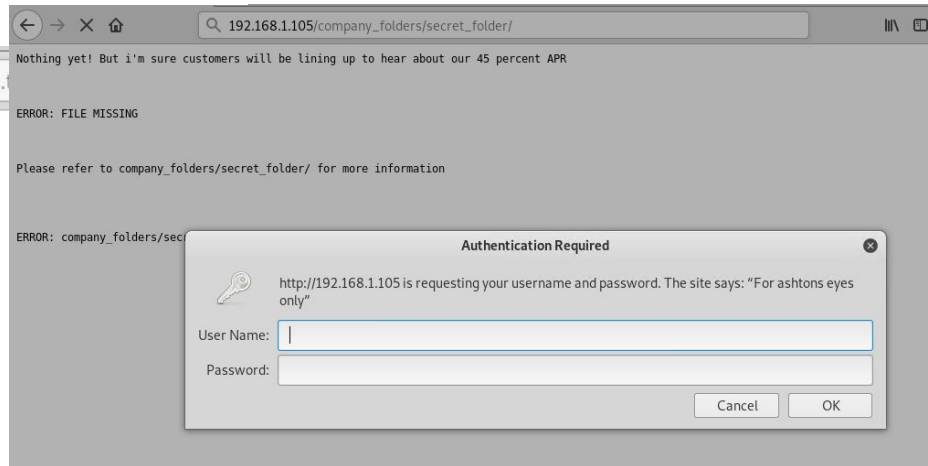 192.168.1.105/company_folders/secret_folder/
Nothing yet! But i'm sure customers will be lining up to hear about our 45 percent APR
ERROR: FILE MISSING
Please refer to company_folders/secret_folder/ for more information
ERROR: company_folders/sec
Authentication Required
http://192.168.1.105 is requesting your username and password. The site says: “For ashtons eyes
only”
User Name:
Password:
Cancel OK